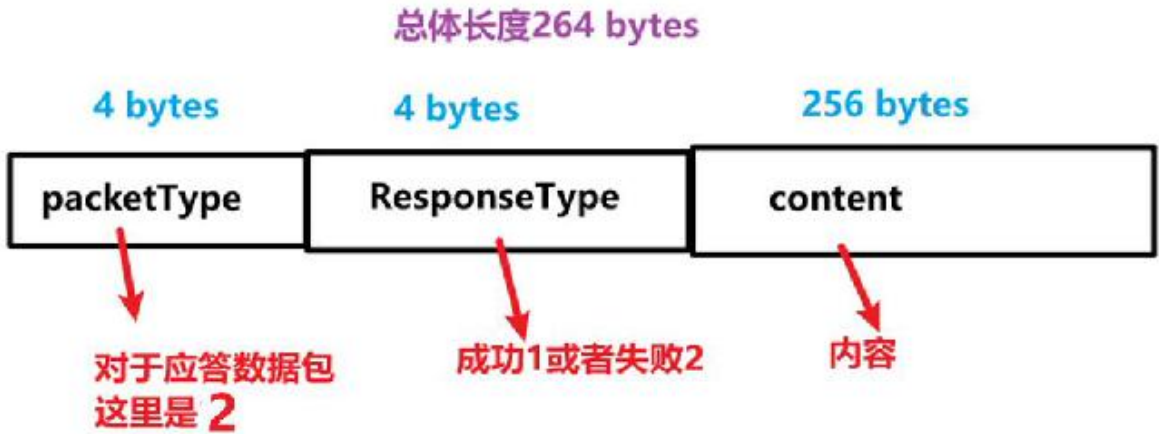 总体长度264 bytes
4 bytes
4 bytes
256 bytes
packetType
ResponseType
content
对于应答数据包
这里是 2
成功1或者失败2
内容